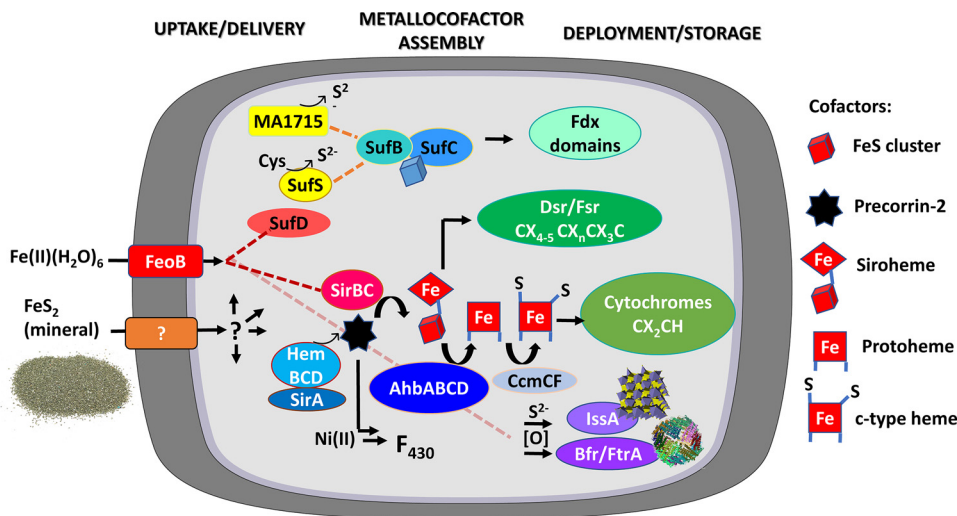 UPTAKE/DELIVERY
METALLOCOFACTOR
ASSEMBLY
DEPLOYMENT/STORAGE
S²⁻
MA1715
Cys
S²⁻
SufS
SufB
SufC
Fdx
domains
SufD
Dsr/Fsr
CX₄₋₅ CXₙCX₃C
Fe(II)(H₂O)₆
FeoB
SirBC
Fe
FeS₂
(mineral)
?
?
Hem
BCD
SirA
Fe
S
S
Fe
Cytochromes
CX₂CH
AhbABCD
CcmCF
Ni(II)
F₄₃₀
S²⁻
IssA
[O]
Bfr/FtrA
Cofactors:
FeS cluster
Precorrin-2
Fe
Siroheme
Fe
Protoheme
S
S
Fe
c-type heme